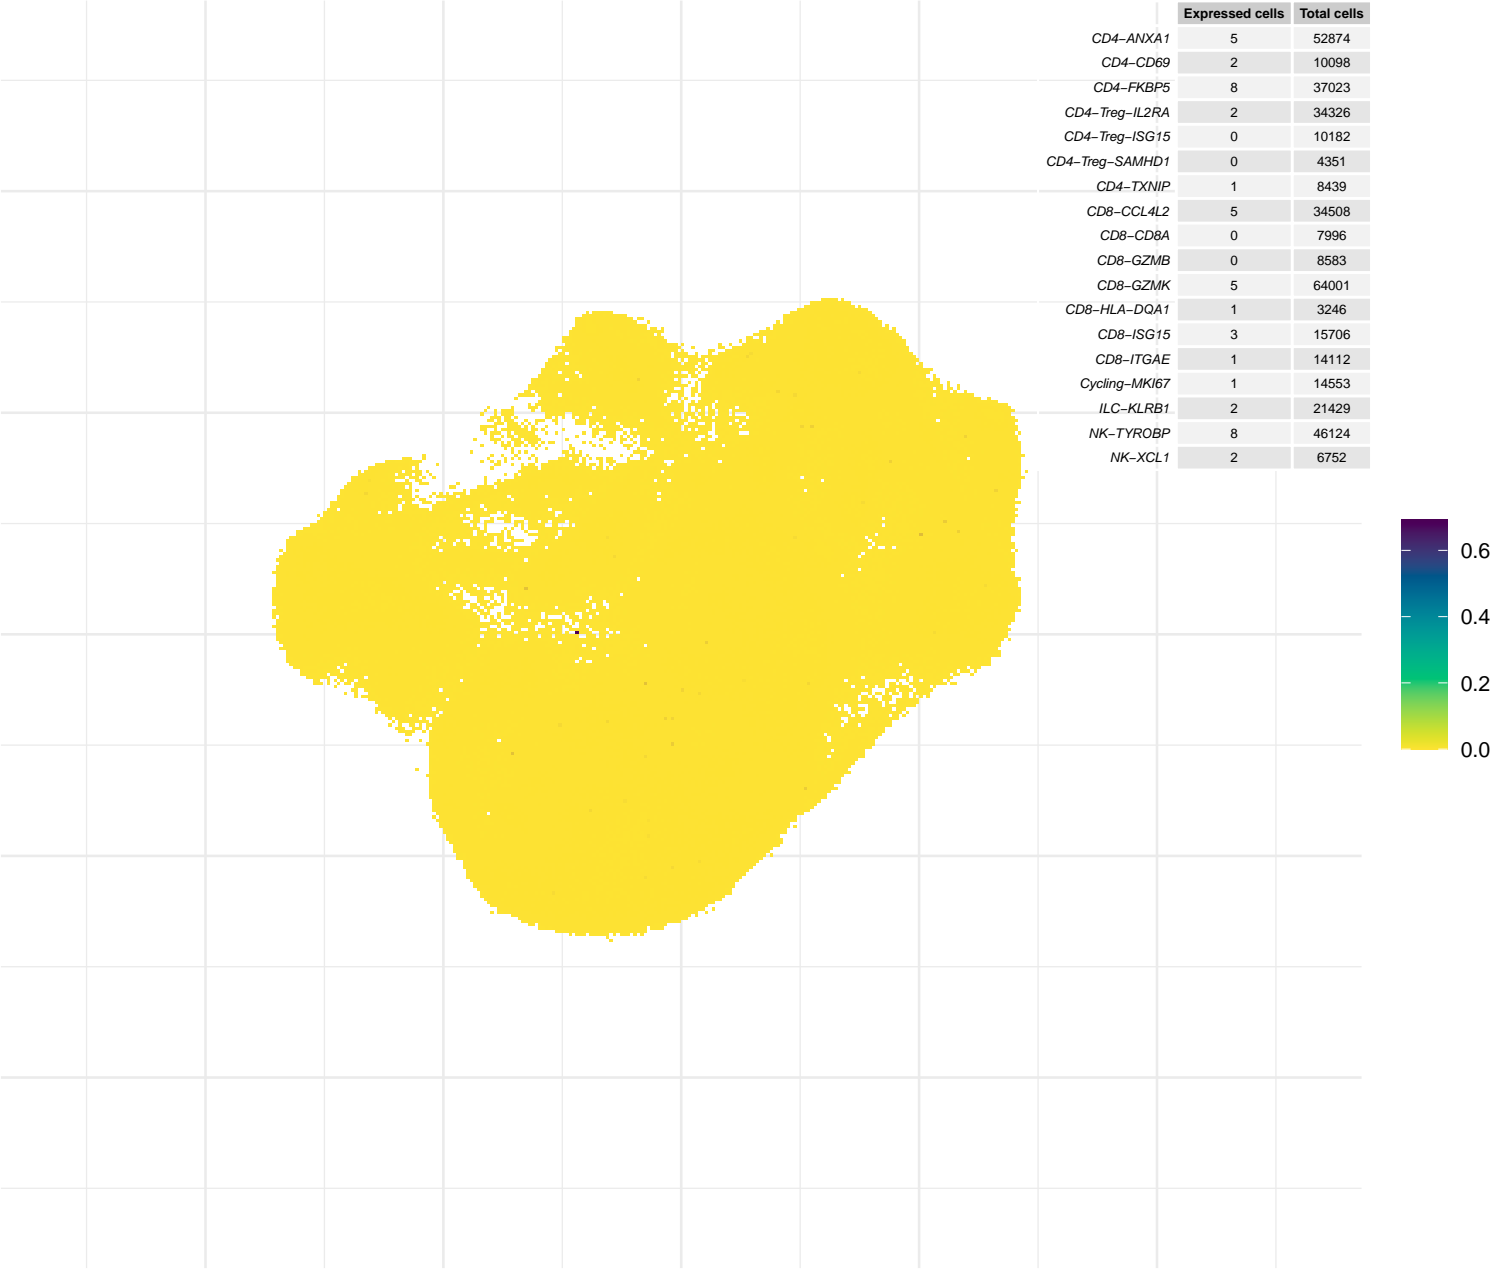 Expressed cells Total cells
CD4−ANXA1 5 52874
CD4−CD69 2 10098
CD4−FKBP5 8 37023
CD4−Treg−IL2RA 2 34326
CD4−Treg−ISG15 0 10182
CD4−Treg−SAMHD1 0 4351
CD4−TXNIP 1 8439
CD8−CCL4L2 5 34508
CD8−CD8A 0 7996
CD8−GZMB 0 8583
CD8−GZMK 5 64001
CD8−HLA−DQA1 1 3246
CD8−ISG15 3 15706
CD8−ITGAE 1 14112
Cycling−MKI67 1 14553
ILC−KLRB1 2 21429
NK−TYROBP 8 46124
NK−XCL1 2 6752
0.6
0.4
0.2
0.0